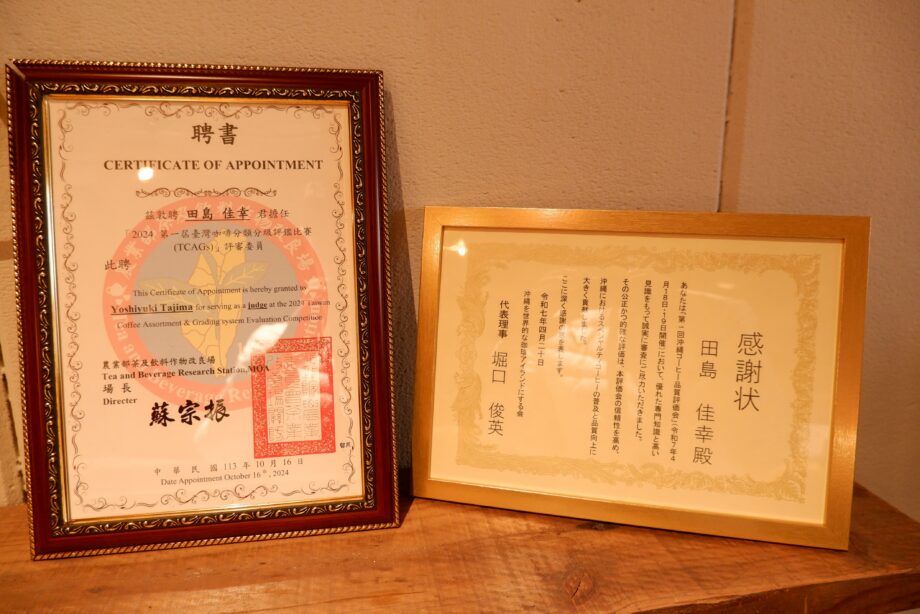 聘書
CERTIFICATE OF APPOINTMENT
茲敦聘 田島 佳幸 君擔任
「2024 第一屆臺灣咖啡分類分級評鑑比賽
(TCAGs)」評審委員
此聘
This Certificate of Appointment is hereby granted to
Yoshiyuki Tajima for serving as a judge at the 2024 Taiwan
Coffee Assortment & Grading system Evaluation Competition
農業部茶及飲料作物改良場
Tea and Beverage Research Station, MOA
場長
Director
蘇宗振
中華民國 113 年 10 月 16 日
Date Appointment October 16th, 2024
感謝状
田島 佳幸殿
あなたは「第一回沖縄コーヒー品質評価会」(令和7年4
月18日・19日開催)において、優れた専門知識と高い
見識をもって誠実に審査にご尽力いただきました。
その公正かつ的確な評価は、本評価会の信頼性を高め、
沖縄におけるスペシャルティコーヒーの普及と品質向上に
大きく貢献しました。
ここに深く感謝の意を表します。
令和七年四月二十日
沖縄を世界的な珈琲アイランドにする会
代表理事 堀口 俊英